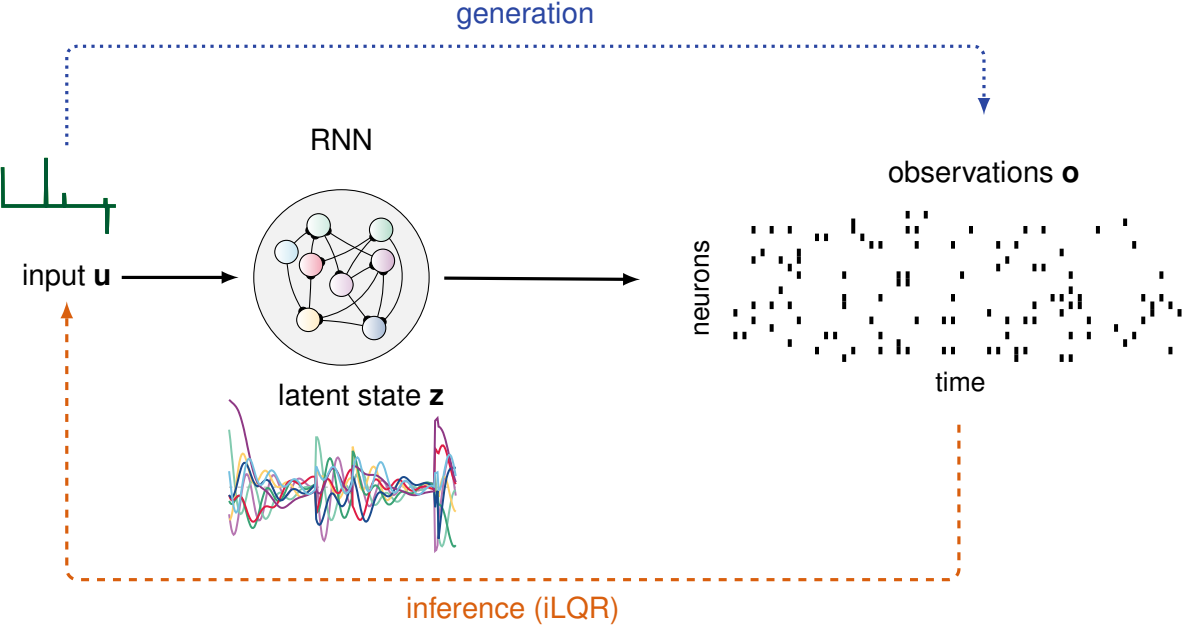 generation
RNN
observations o
input u
neurons
latent state z
time
inference (iLQR)